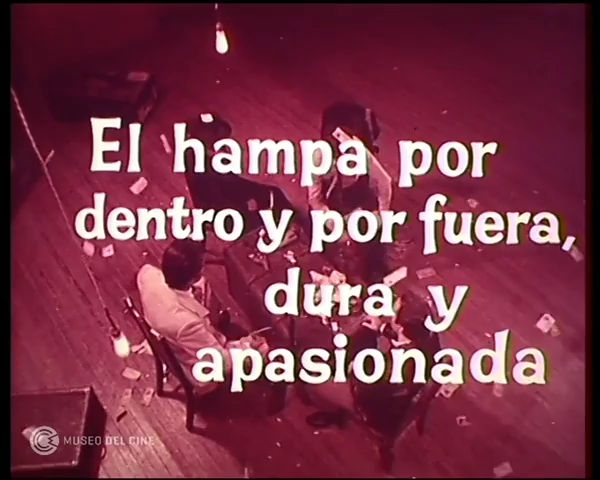 El hampa por
dentro y por fuera,
dura y
apasionada
MUSEO DEL CINE